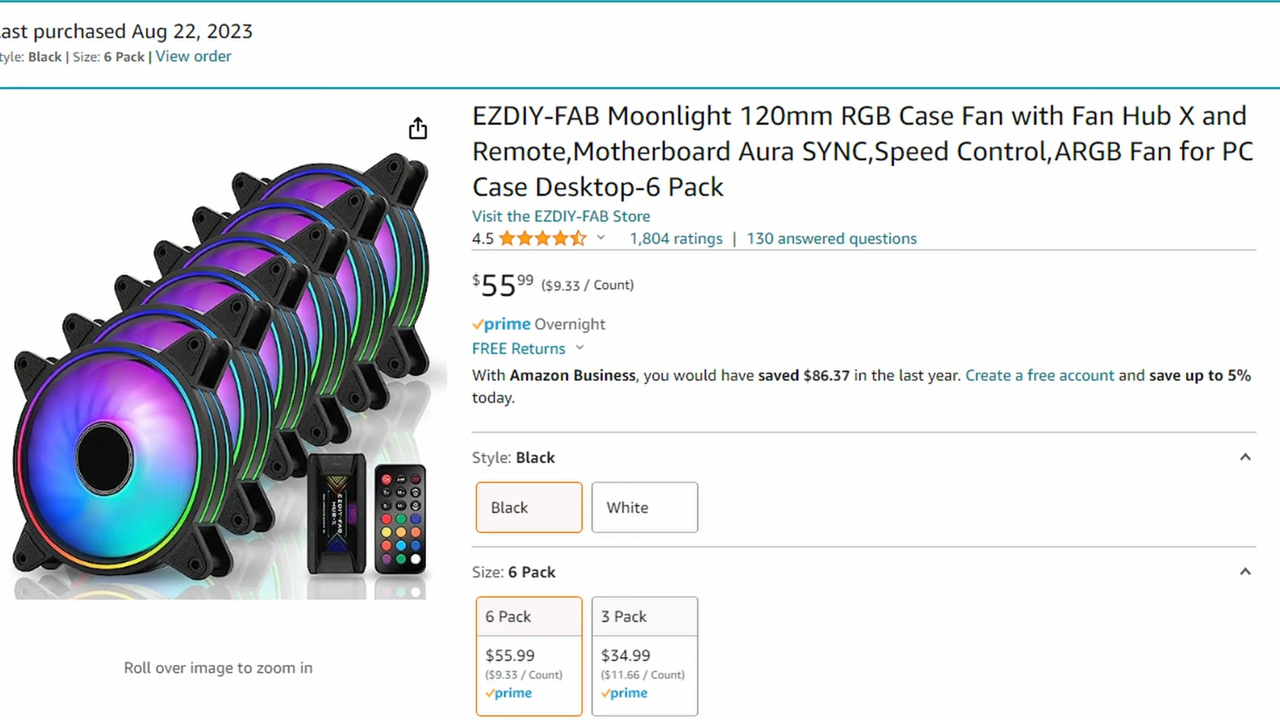 ast purchased Aug 22, 2023
tyle: Black | Size: 6 Pack | View order
EZDIY-FAB Moonlight 120mm RGB Case Fan with Fan Hub X and
Remote,Motherboard Aura SYNC,Speed Control,ARGB Fan for PC
Case Desktop-6 Pack
Visit the EZDIY-FAB Store
4.5 1,804 ratings | 130 answered questions
$5599 ($9.33 / Count)
prime Overnight
FREE Returns
With Amazon Business, you would have saved $86.37 in the last year. Create a free account and save up to 5%
today.
Style: Black
Black White
Size: 6 Pack
6 Pack 3 Pack
$55.99 $34.99
($9.33 / Count) ($11.66 / Count)
prime prime
EZDIY-FAB
HUB-X
Roll over image to zoom in